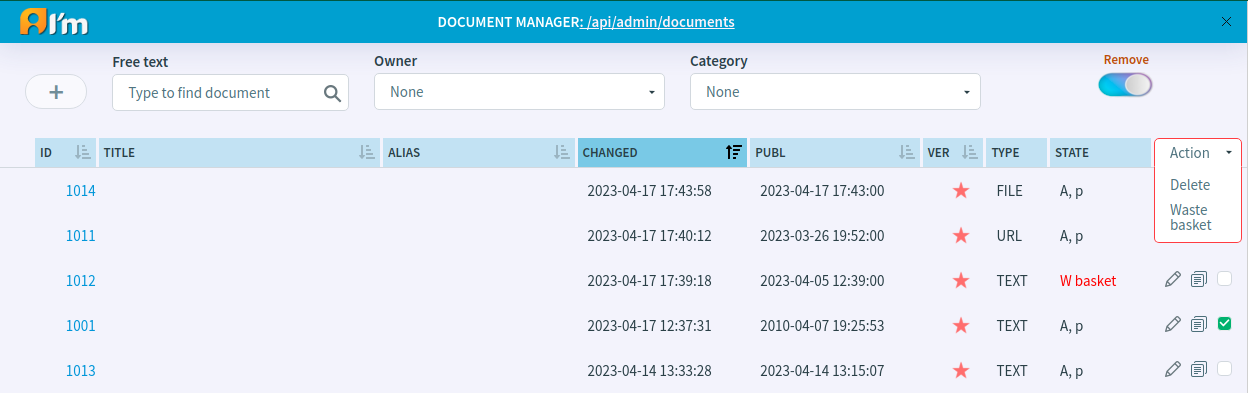 AI'm
DOCUMENT MANAGER: /api/admin/documents
Free text
Owner
Category
Remove
Type to find document
None
None
ID TITLE ALIAS CHANGED PUBL VER TYPE STATE
Action
Delete
Waste
basket
1014 2023-04-17 17:43:58 2023-04-17 17:43:00 FILE A, p
1011 2023-04-17 17:40:12 2023-03-26 19:52:00 URL A, p
1012 2023-04-17 17:39:18 2023-04-05 12:39:00 TEXT W basket
1001 2023-04-17 12:37:31 2010-04-07 19:25:53 TEXT A, p
1013 2023-04-14 13:33:28 2023-04-14 13:15:07 TEXT A, p